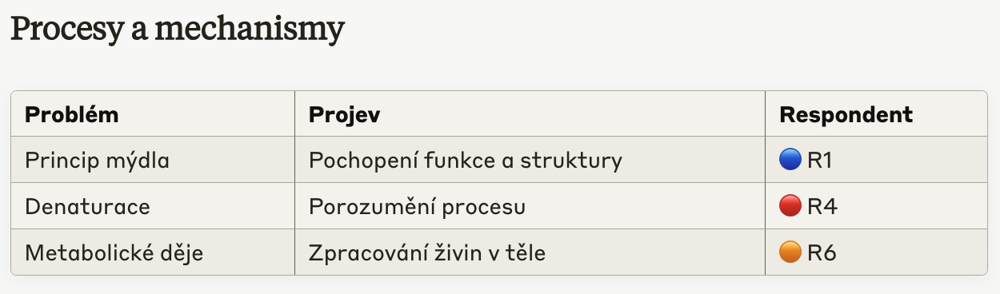 Procesy a mechanismy
Problém Projev Respondent
Princip mýdla Pochopení funkce a struktury 🔵 R1
Denaturace Porozumění procesu 🔴 R4
Metabolické děje Zpracování živin v těle 🟠 R6